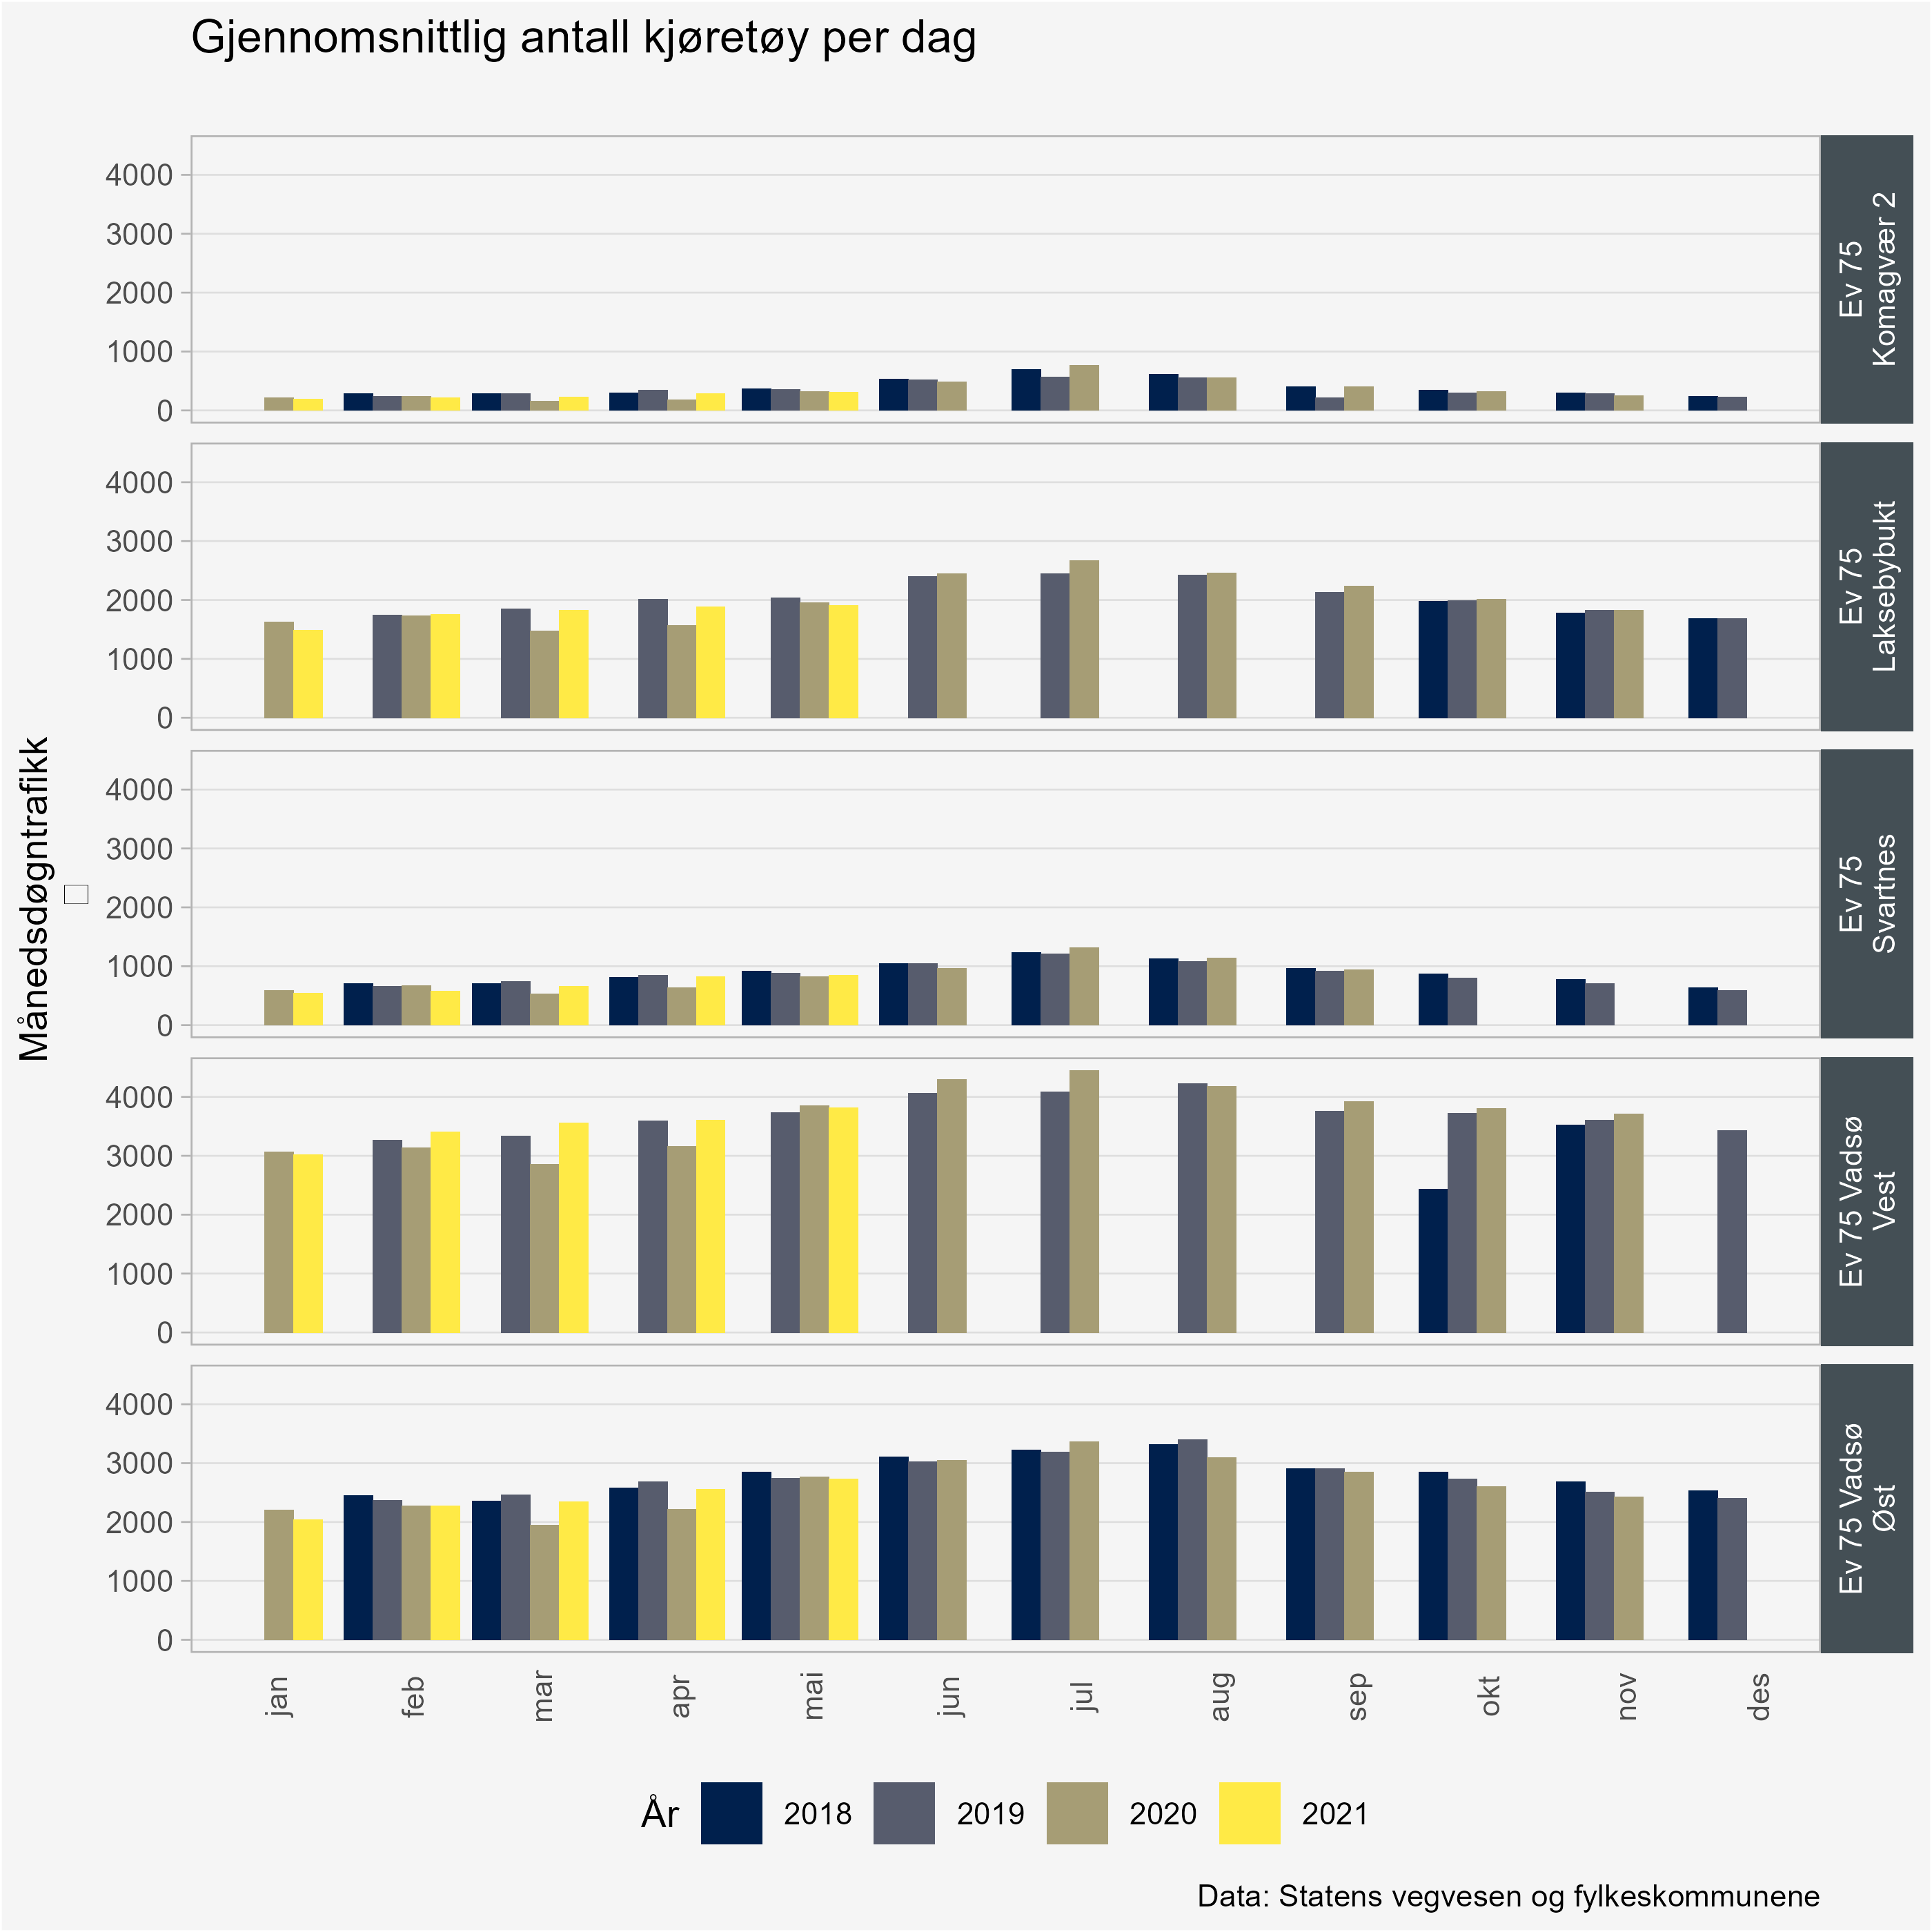 Gjennomsnittlig antall kjøretøy per dag
Månedsdøgntrafikk
4000
3000
2000
1000
0
Ev 75
Komagvær 2
4000
3000
2000
1000
0
Ev 75
Laksebybukt
4000
3000
2000
1000
0
Ev 75
Svartnes
4000
3000
2000
1000
0
Ev 75 Vadsø
Vest
4000
3000
2000
1000
0
Ev 75 Vadsø
Øst
jan feb mar apr mai jun jul aug sep okt nov des
År 2018 2019 2020 2021
Data: Statens vegvesen og fylkeskommunene